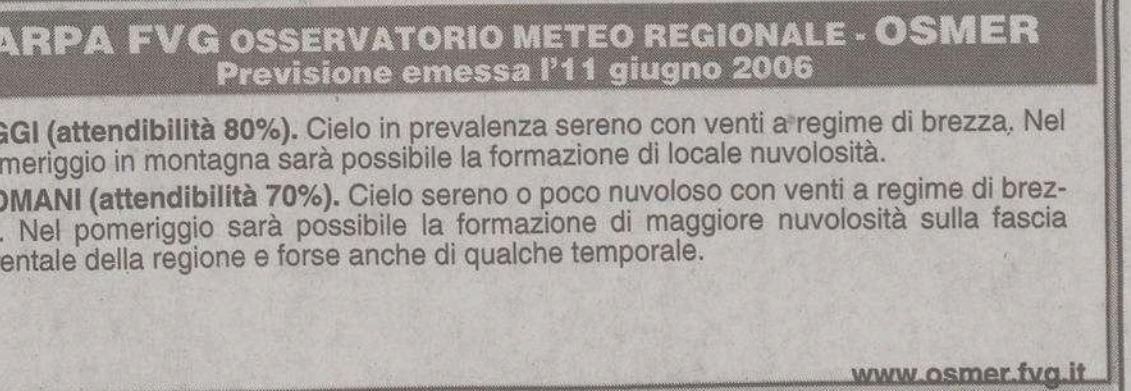 ARPA FVG OSSERVATORIO METEO REGIONALE - OSMER
Previsione emessa l'11 giugno 2006
GGI (attendibilità 80%). Cielo in prevalenza sereno con venti a regime di brezza. Nel
meriggio in montagna sarà possibile la formazione di locale nuvolosità.
OMANI (attendibilità 70%). Cielo sereno o poco nuvoloso con venti a regime di brez-
. Nel pomeriggio sarà possibile la formazione di maggiore nuvolosità sulla fascia
entale della regione e forse anche di qualche temporale.
www.osmer.fvg.it